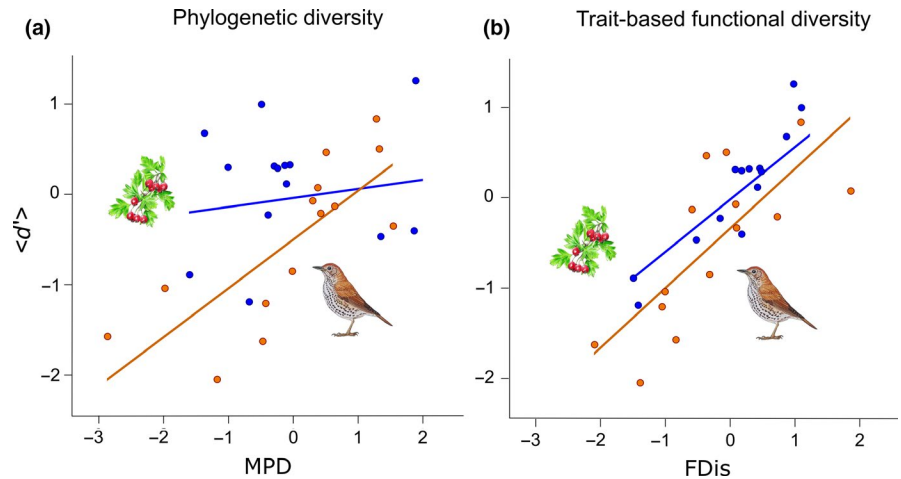 Phylogenetic diversity
Trait-based functional diversity
(a)
(b)
<d'>
1
0
−1
−2
−3 −2 −1 0 1 2
MPD
1
0
−1
−2
−3 −2 −1 0 1 2
FDis